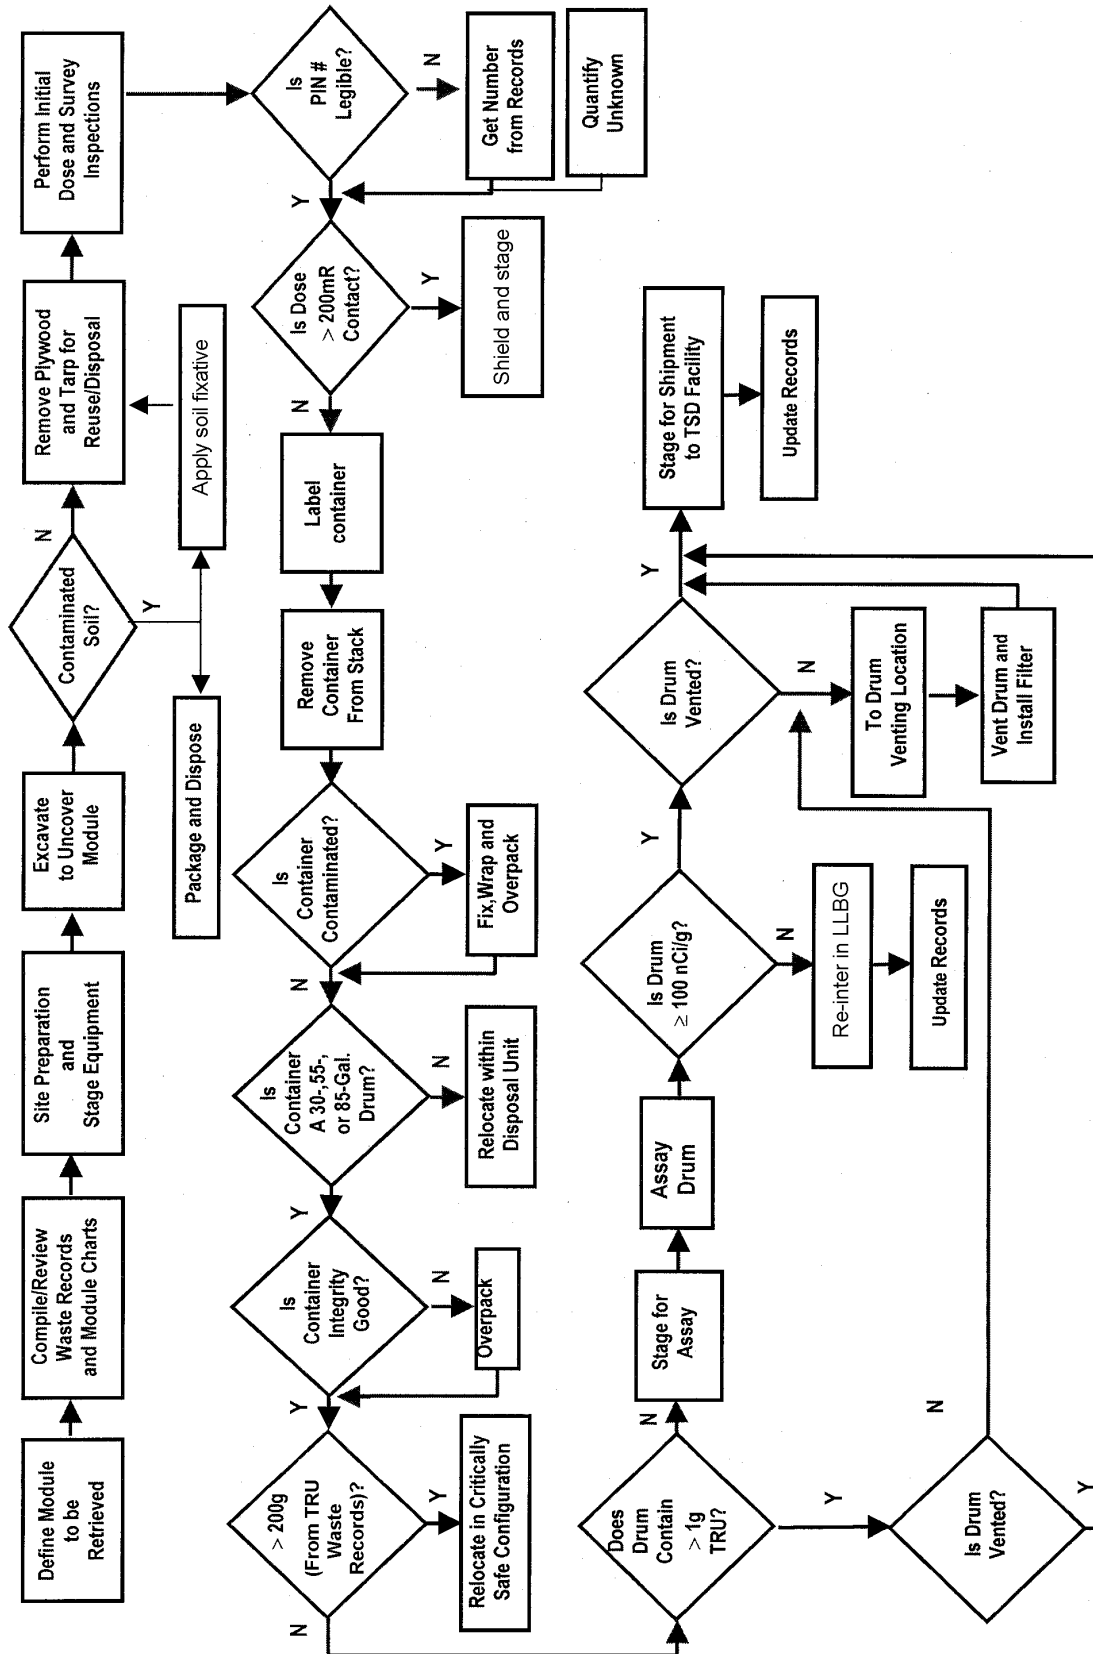 Define Module
to be
Retrieved
Compile/Review
Waste Records
and Module Charts
Site Preparation
and
Stage Equipment
Excavate
to Uncover
Module
Contaminated
Soil?
N
Y
Package and Dispose
Apply soil fixative
Remove Plywood
and Tarp for
Reuse/Disposal
Perform Initial
Dose and Survey
Inspections
Is
PIN #
Legible?
N
Get Number
from Records
Quantify
Unknown
Y
Is Dose
> 200mR
Contact?
Y
Shield and stage
N
Label
container
Remove
Container
From Stack
Is
Container
Contaminated?
Y
Fix,Wrap and
Overpack
N
Is
Container
A 30-,55-,
or 85-Gal.
Drum?
N
Relocate within
Disposal Unit
Y
Is
Container
Integrity
Good?
N
Overpack
Y
> 200g
(From TRU
Waste
Records)?
Y
Relocate in Critically
Safe Configuration
N
Does
Drum
Contain
> 1g
TRU?
N
Stage for
Assay
Assay
Drum
Is Drum
≥ 100 nCi/g?
N
Re-inter in LLBG
Update Records
Y
Is Drum
Vented?
Y
Stage for Shipment
to TSD Facility
Update Records
N
To Drum
Venting Location
Vent Drum and
Install Filter
Y
Is Drum
Vented?
N
Y